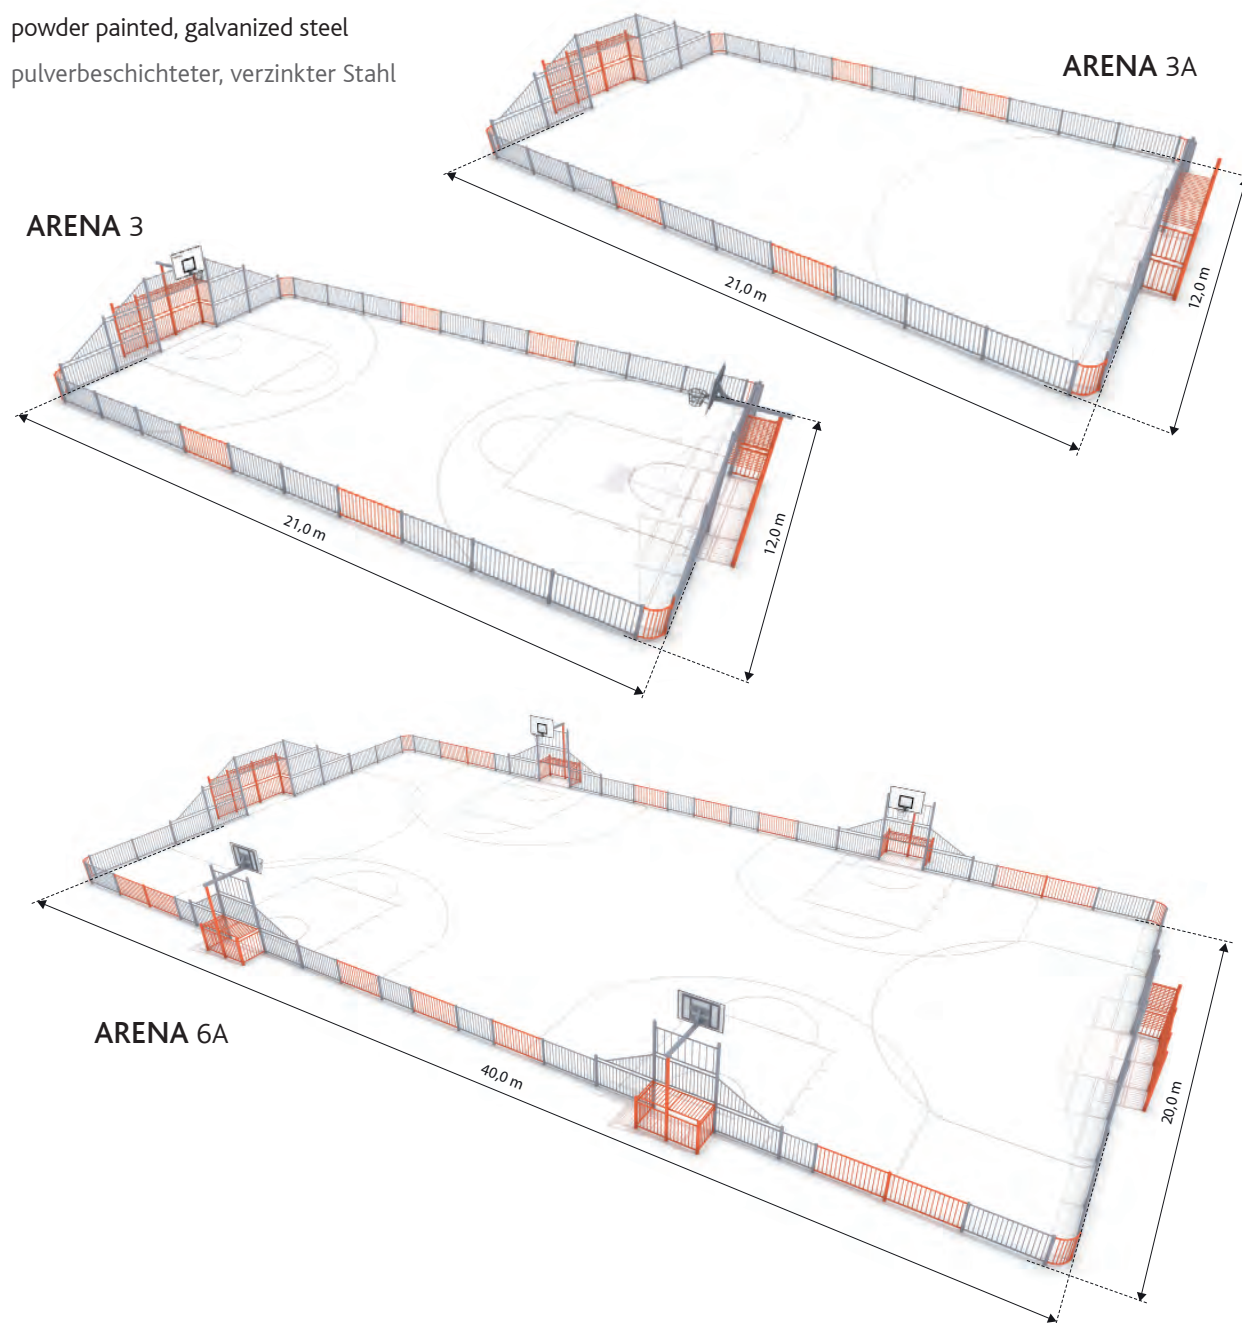 powder painted, galvanized steel
pulverbeschichteter, verzinkter Stahl
ARENA 3A
21,0 m
12,0 m
ARENA 3
21,0 m
12,0 m
ARENA 6A
40,0 m
20,0 m